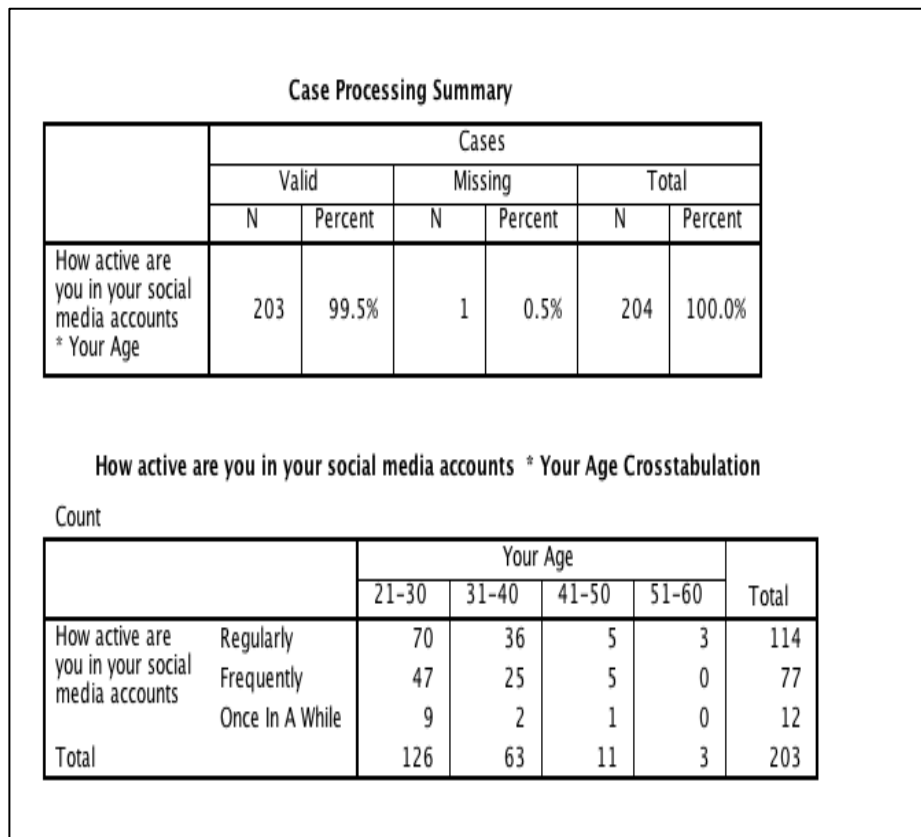 Case Processing Summary
Cases
Valid Missing Total
N Percent N Percent N Percent
How active are
you in your social
media accounts
* Your Age
203 99.5% 1 0.5% 204 100.0%
How active are you in your social media accounts * Your Age Crosstabulation
Count
Your Age
21–30 31–40 41–50 51–60 Total
How active are
you in your social
media accounts
Regularly 70 36 5 3 114
Frequently 47 25 5 0 77
Once In A While 9 2 1 0 12
Total 126 63 11 3 203